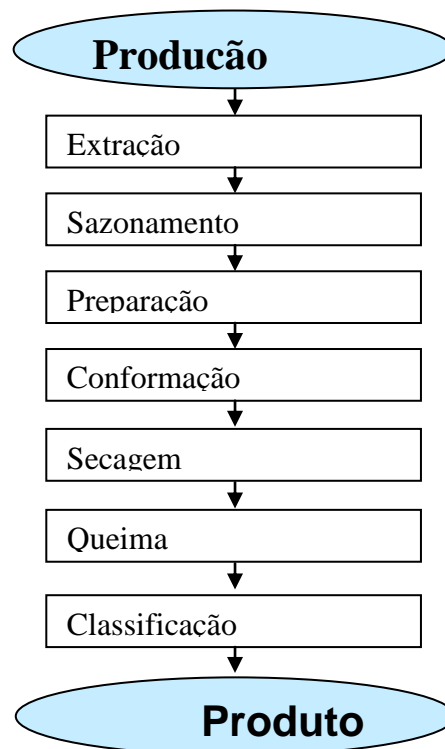 Producão
Extração
Sazonamento
Preparação
Conformação
Secagem
Queima
Classificação
Produto